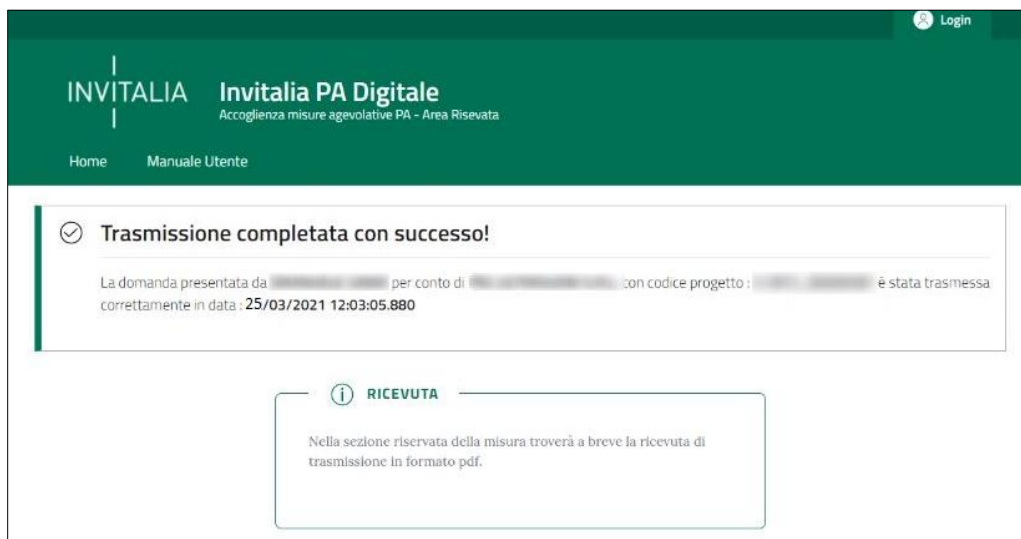 Login
INVITALIA
Invitalia PA Digitale
Accoglienza misure agevolative PA - Area Risevata
Home Manuale Utente
Trasmissione completata con successo!
La domanda presentata da per conto di con codice progetto : è stata trasmessa
correttamente in data : 25/03/2021 12:03:05.880
RICEVUTA
Nella sezione riservata della misura troverà a breve la ricevuta di
trasmissione in formato pdf.